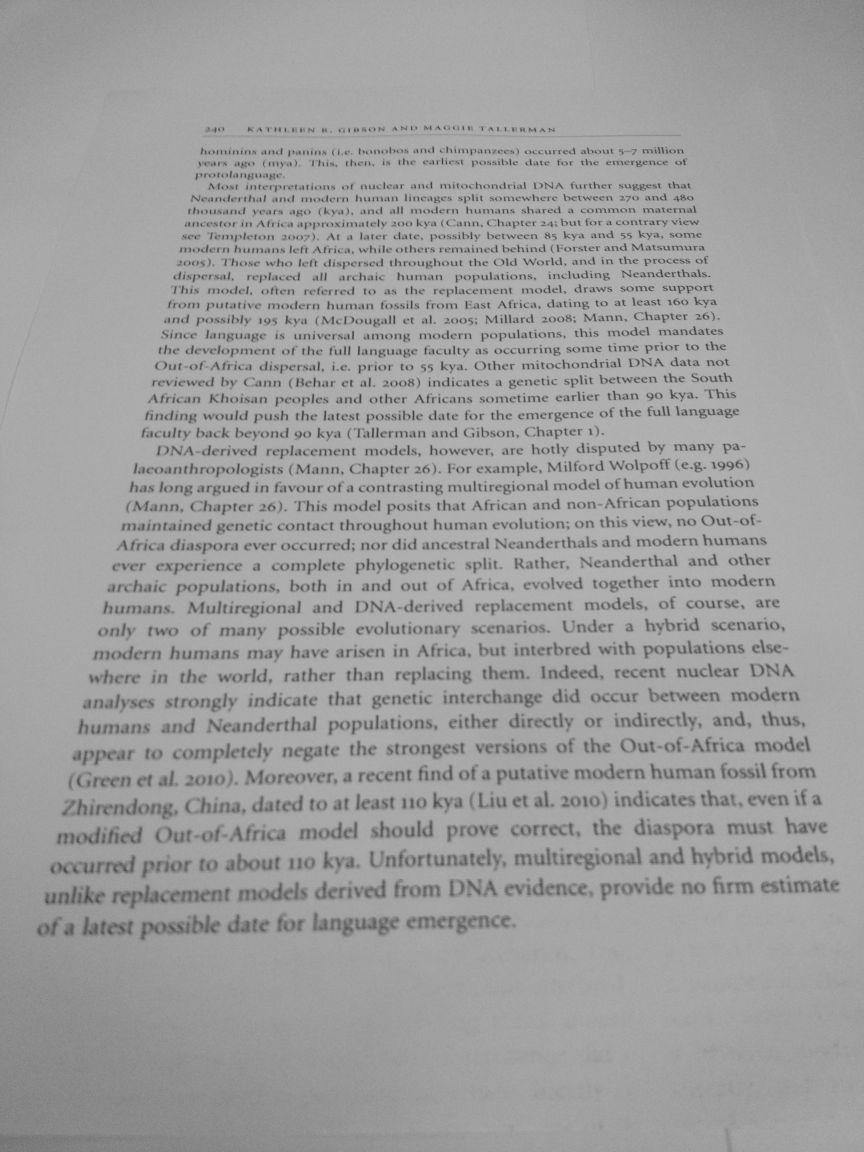 240 KATHLEEN R. GIBSON AND MAGGIE TALLERMAN
hominins and panins (i.e. bonobos and chimpanzees) occurred about 5–7 million
years ago (mya). This, then, is the earliest possible date for the emergence of
protolanguage.
Most interpretations of nuclear and mitochondrial DNA further suggest that
Neanderthal and modern human lineages split somewhere between 270 and 480
thousand years ago (kya), and all modern humans shared a common maternal
ancestor in Africa approximately 200 kya (Cann, Chapter 24; but for a contrary view
see Templeton 2007). At a later date, possibly between 85 kya and 55 kya, some
modern humans left Africa, while others remained behind (Forster and Matsumura
2005). Those who left dispersed throughout the Old World, and in the process of
dispersal, replaced all archaic human populations, including Neanderthals.
This model, often referred to as the replacement model, draws some support
from putative modern human fossils from East Africa, dating to at least 160 kya
and possibly 195 kya (McDougall et al. 2005; Millard 2008; Mann, Chapter 26).
Since language is universal among modern populations, this model mandates
the development of the full language faculty as occurring some time prior to the
Out-of-Africa dispersal, i.e. prior to 55 kya. Other mitochondrial DNA data not
reviewed by Cann (Behar et al. 2008) indicates a genetic split between the South
African Khoisan peoples and other Africans sometime earlier than 90 kya. This
finding would push the latest possible date for the emergence of the full language
faculty back beyond 90 kya (Tallerman and Gibson, Chapter 1).
DNA-derived replacement models, however, are hotly disputed by many pa-
laeoanthropologists (Mann, Chapter 26). For example, Milford Wolpoff (e.g. 1996)
has long argued in favour of a contrasting multiregional model of human evolution
(Mann, Chapter 26). This model posits that African and non-African populations
maintained genetic contact throughout human evolution; on this view, no Out-of-
Africa diaspora ever occurred; nor did ancestral Neanderthals and modern humans
ever experience a complete phylogenetic split. Rather, Neanderthal and other
archaic populations, both in and out of Africa, evolved together into modern
humans. Multiregional and DNA-derived replacement models, of course, are
only two of many possible evolutionary scenarios. Under a hybrid scenario,
modern humans may have arisen in Africa, but interbred with populations else-
where in the world, rather than replacing them. Indeed, recent nuclear DNA
analyses strongly indicate that genetic interchange did occur between modern
humans and Neanderthal populations, either directly or indirectly, and, thus,
appear to completely negate the strongest versions of the Out-of-Africa model
(Green et al. 2010). Moreover, a recent find of a putative modern human fossil from
Zhirendong, China, dated to at least 110 kya (Liu et al. 2010) indicates that, even if a
modified Out-of-Africa model should prove correct, the diaspora must have
occurred prior to about 110 kya. Unfortunately, multiregional and hybrid models,
unlike replacement models derived from DNA evidence, provide no firm estimate
of a latest possible date for language emergence.